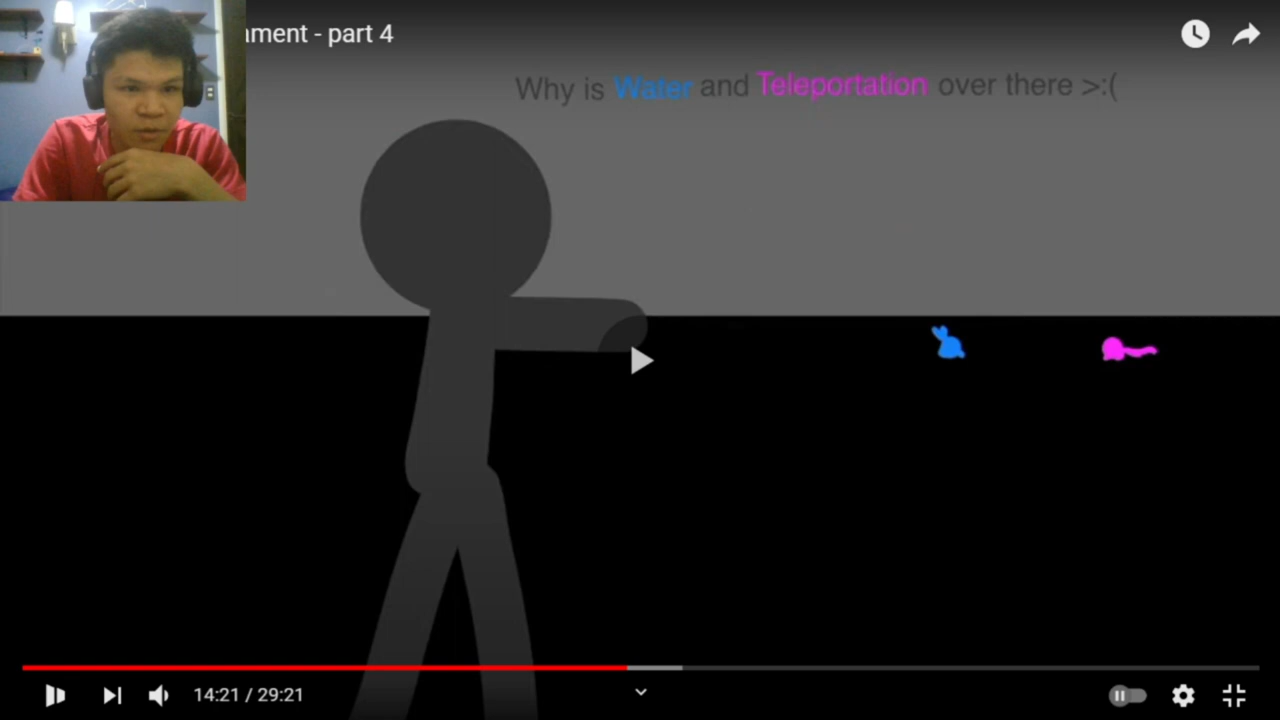 ament - part 4
Why is Water and Teleportation over there >:(
14:21 / 29:21